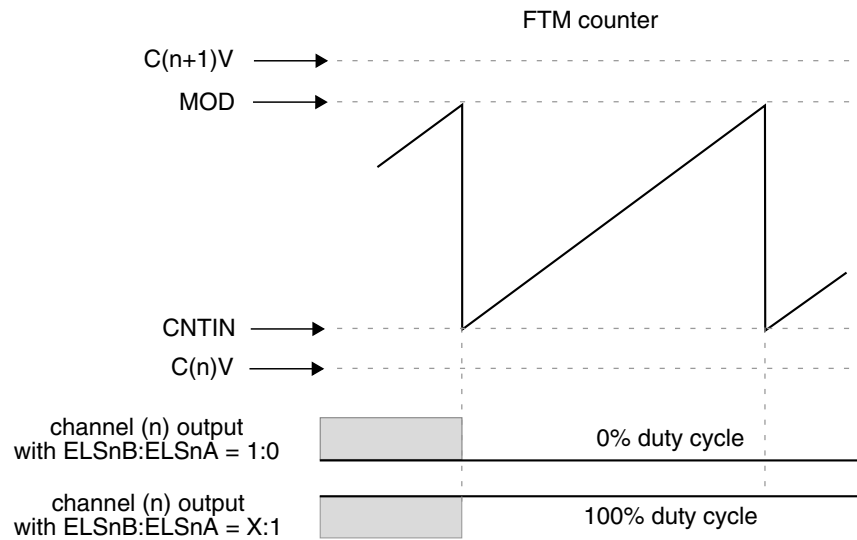 FTM counter
C(n+1)V
MOD
CNTIN
C(n)V
channel (n) output
with ELSnB:ELSnA = 1:0
0% duty cycle
channel (n) output
with ELSnB:ELSnA = X:1
100% duty cycle